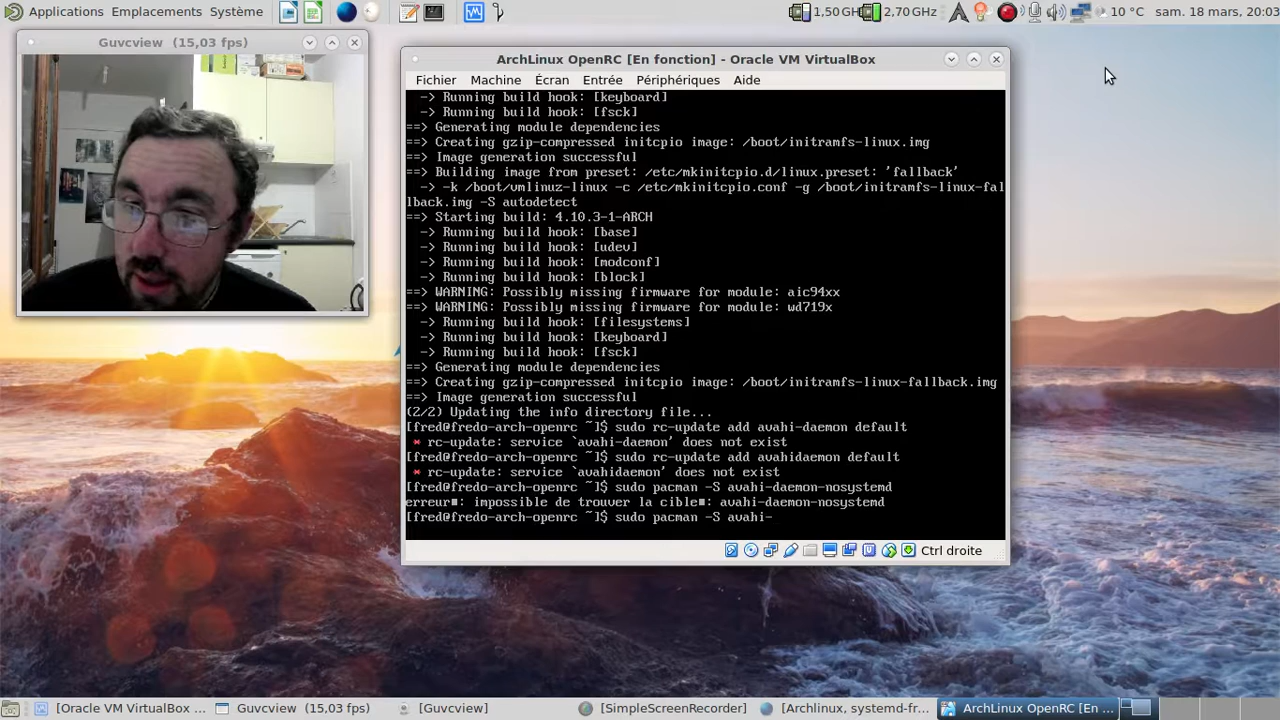 Applications Emplacements Système
1,50 GHz 2,70 GHz 10 °C sam. 18 mars, 20:03
Guvcview (15,03 fps)
ArchLinux OpenRC [En fonction] - Oracle VM VirtualBox
Fichier Machine Écran Entrée Périphériques Aide
-> Running build hook: [keyboard]
-> Running build hook: [fsck]
==> Generating module dependencies
==> Creating gzip-compressed initcpio image: /boot/initramfs-linux.img
==> Image generation successful
==> Building image from preset: /etc/mkinitcpio.d/linux.preset: 'fallback'
-> -k /boot/vmlinuz-linux -c /etc/mkinitcpio.conf -g /boot/initramfs-linux-fal
lback.img -S autodetect
==> Starting build: 4.10.3-1-ARCH
-> Running build hook: [base]
-> Running build hook: [udev]
-> Running build hook: [modconf]
-> Running build hook: [block]
==> WARNING: Possibly missing firmware for module: aic94xx
==> WARNING: Possibly missing firmware for module: wd719x
-> Running build hook: [filesystems]
-> Running build hook: [keyboard]
-> Running build hook: [fsck]
==> Generating module dependencies
==> Creating gzip-compressed initcpio image: /boot/initramfs-linux-fallback.img
==> Image generation successful
(2/2) Updating the info directory file...
[fred@fredo-arch-openrc ~]$ sudo rc-update add avahi-daemon default
* rc-update: service `avahi-daemon' does not exist
[fred@fredo-arch-openrc ~]$ sudo rc-update add avahidaemon default
* rc-update: service `avahidaemon' does not exist
[fred@fredo-arch-openrc ~]$ sudo pacman -S avahi-daemon-nosystemd
erreur■: impossible de trouver la cible■: avahi-daemon-nosystemd
[fred@fredo-arch-openrc ~]$ sudo pacman -S avahi-
Ctrl droite
[Oracle VM VirtualBox ... Guvcview (15,03 fps) [Guvcview] [SimpleScreenRecorder] [Archlinux, systemd-fr... ArchLinux OpenRC [En ...